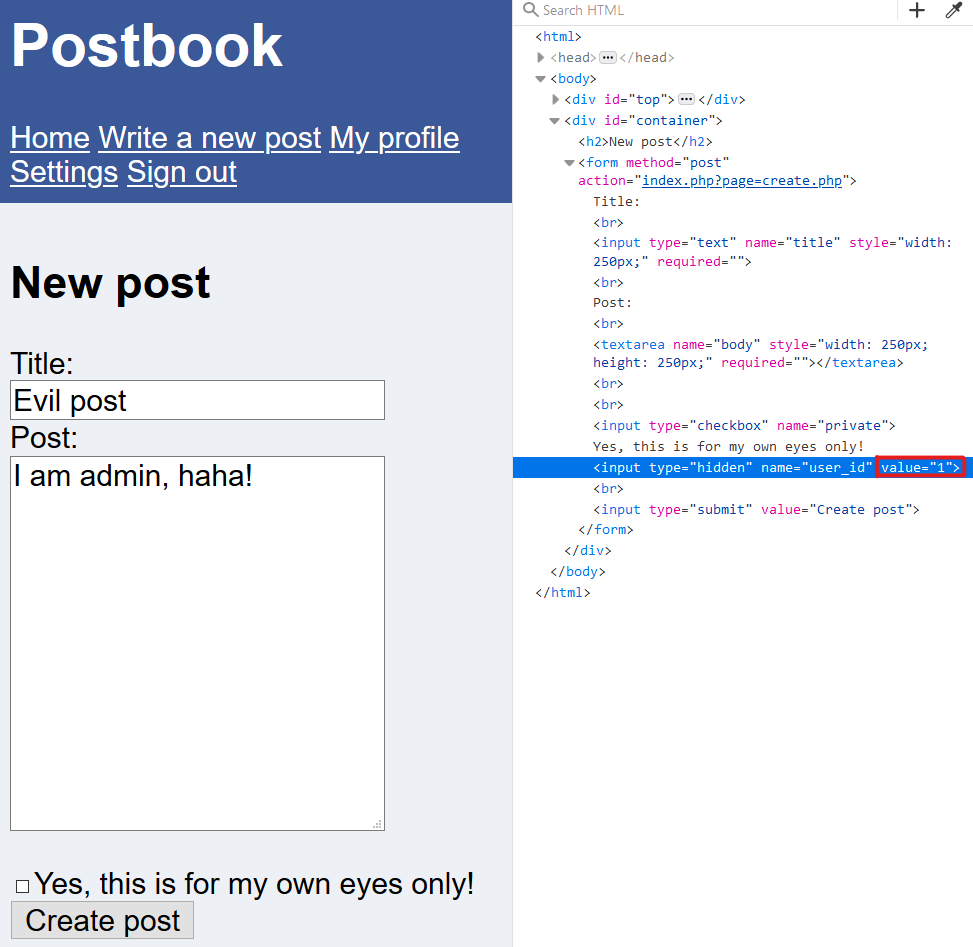 Postbook
Home Write a new post My profile
Settings Sign out
New post
Title:
Evil post
Post:
I am admin, haha!
Yes, this is for my own eyes only!
Create post
Search HTML
<html>
<head> ••• </head>
<body>
<div id="top"> ••• </div>
<div id="container">
<h2>New post</h2>
<form method="post"
action="index.php?page=create.php">
Title:
<br>
<input type="text" name="title" style="width:
250px;" required="">
<br>
Post:
<br>
<textarea name="body" style="width: 250px;
height: 250px;" required=""></textarea>
<br>
<br>
<input type="checkbox" name="private">
Yes, this is for my own eyes only!
<input type="hidden" name="user_id" value="1">
<br>
<input type="submit" value="Create post">
</form>
</div>
</body>
</html>